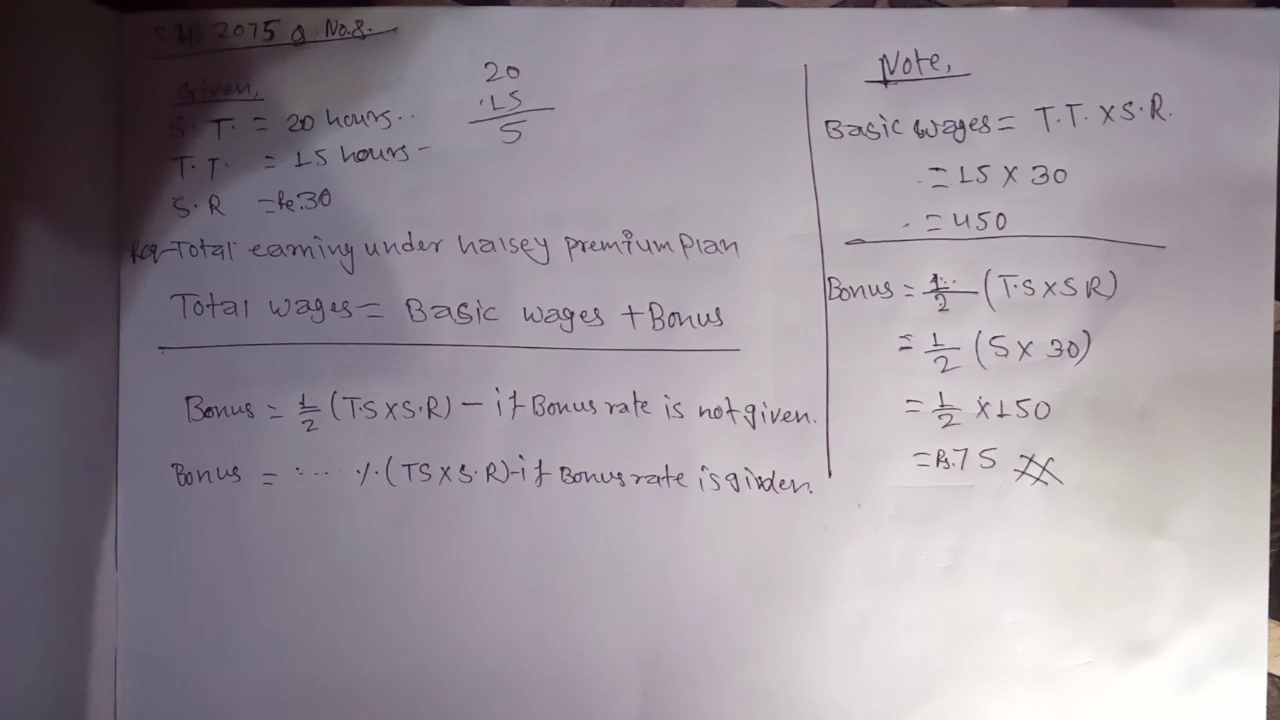 2075 Q. No.8.
Given,
S.T. = 20 hours..
T.T. = 15 hours -
S.R = Re.30
20
15
5
Req-Total earning under halsey premium Plan
Total wages = Basic wages + Bonus
Bonus = 1/2 (T.S X S.R) - if Bonus rate is not given.
Bonus = .... %. (TS X S.R) - if Bonus rate is given.
Note,
Basic wages = T.T. X S.R.
= 15 X 30
= 450
Bonus = 1/2 (T.S X S R)
= 1/2 (5 X 30)
= 1/2 X 150
= Rs.75